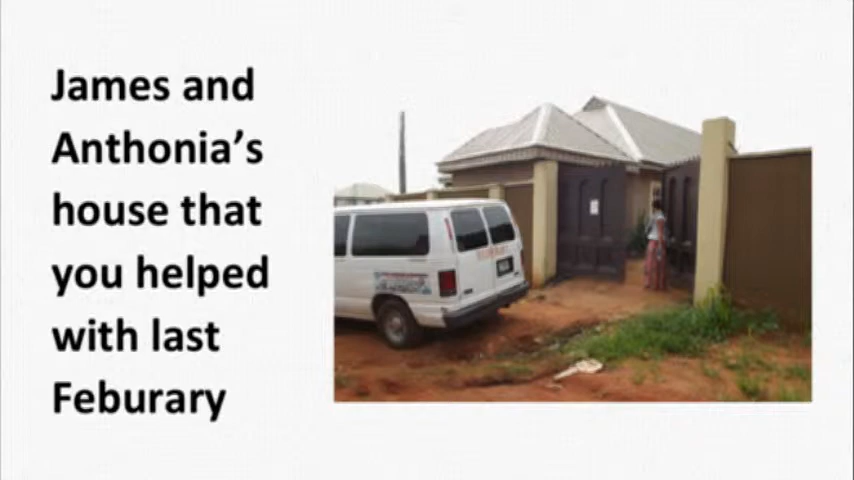 James and
Anthonia’s
house that
you helped
with last
Feburary